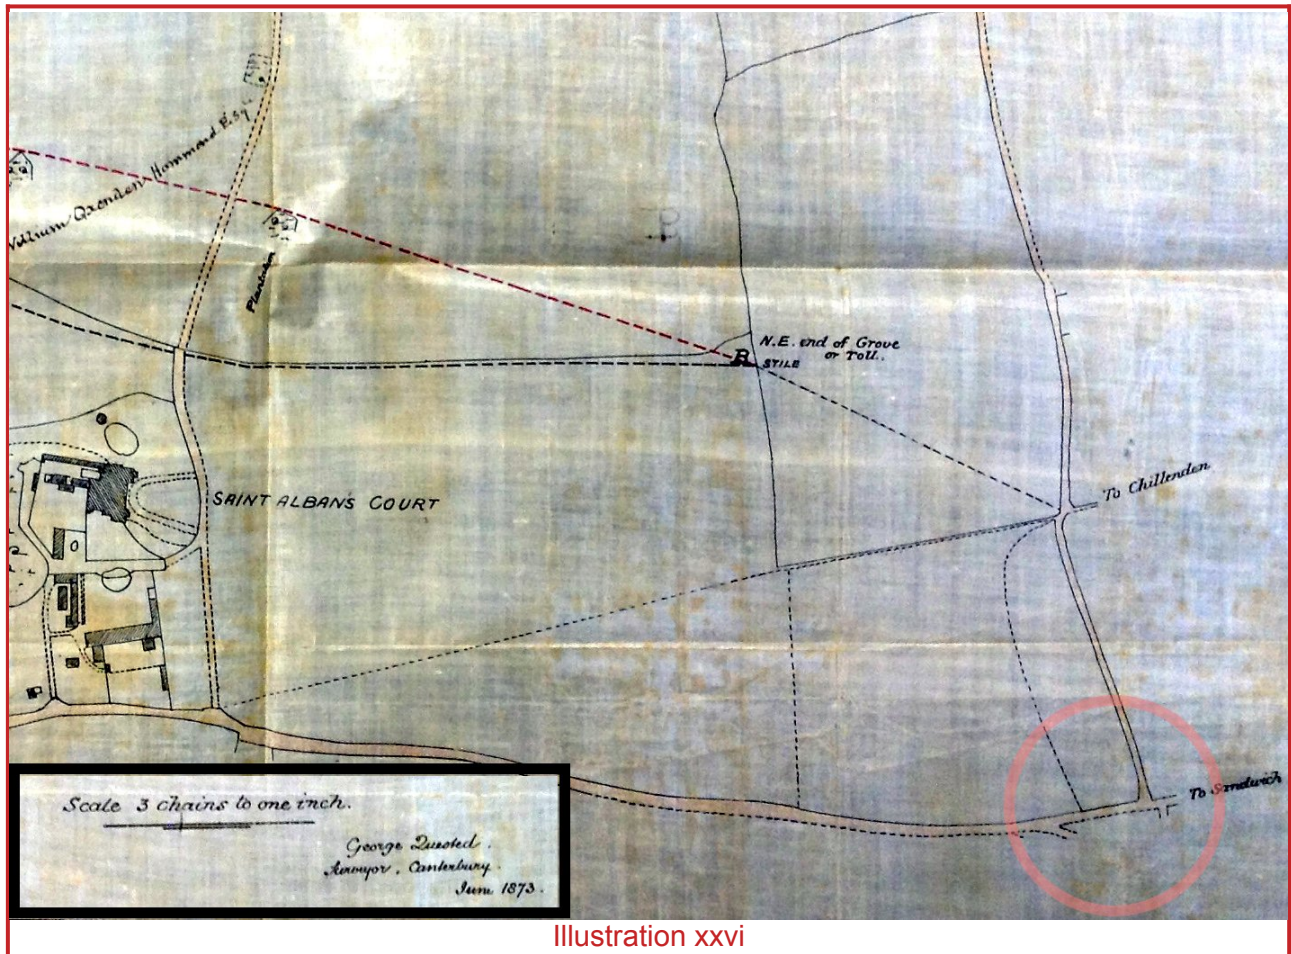 William Oxenden Hammond Esq.
Plantation
B
N.E. end of Grove
or Toll.
STILE
To Chillenden
SAINT ALBANS COURT
To Sandwich
Scale 3 chains to one inch.
George Quested.
Surveyor, Canterbury.
June 1873.
Illustration xxvi